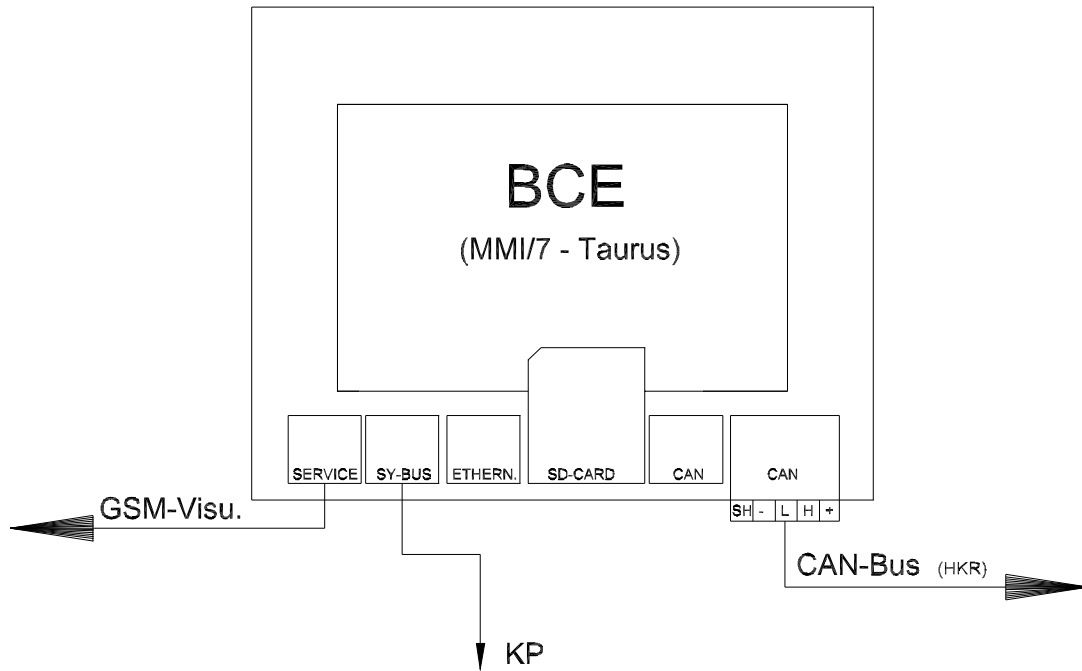 BCE
(MMI/7 - Taurus)
SERVICE SY-BUS ETHERN. SD-CARD CAN CAN
SH - L H +
GSM-Visu.
CAN-Bus (HKR)
KP